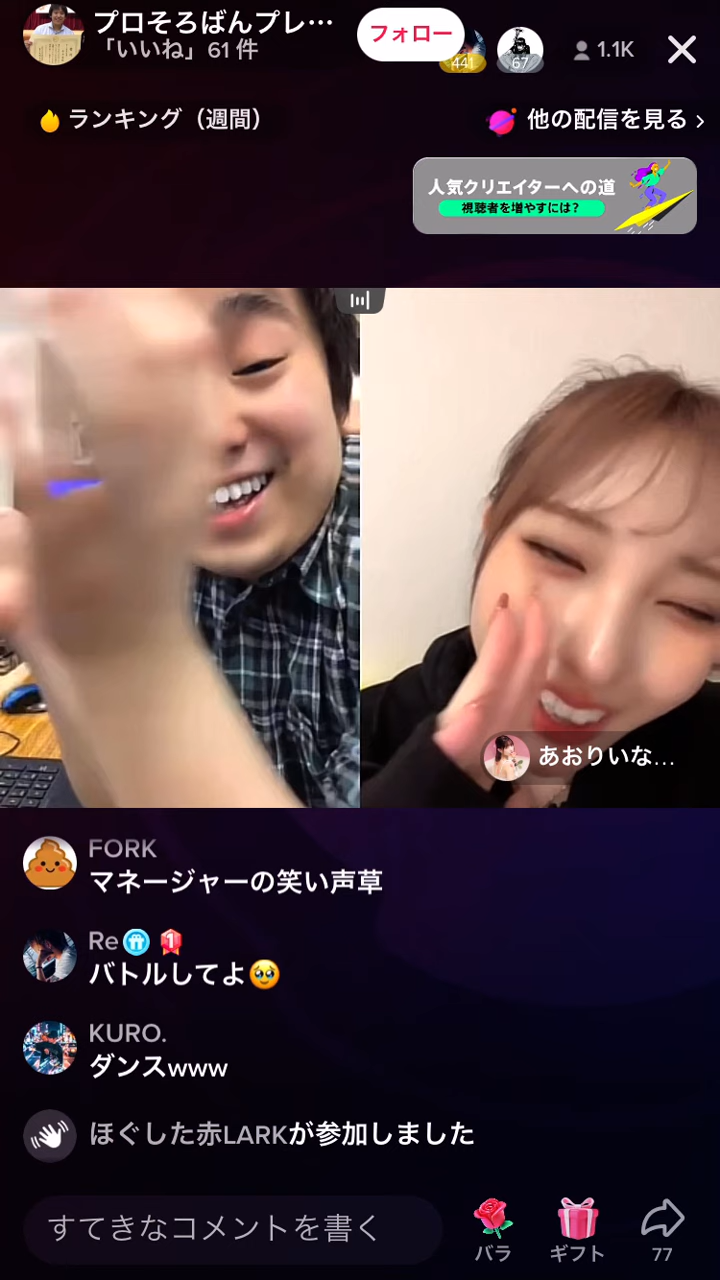 プロそろばんプレ…
「いいね」61 件
フォロー
441
67
1.1K
ランキング（週間）
他の配信を見る
人気クリエイターへの道
視聴者を増やすには？
あおりいな…
FORK
マネージャーの笑い声草
Re
1
バトルしてよ🥹
KURO.
ダンスwww
ほぐした赤LARKが参加しました
すてきなコメントを書く
バラ
ギフト
77